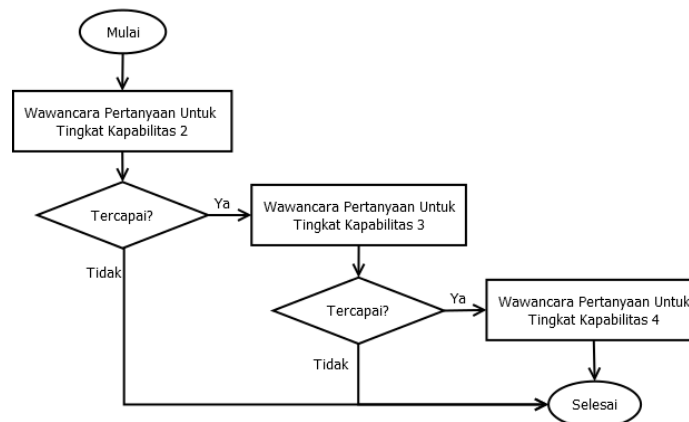 Mulai
Wawancara Pertanyaan Untuk
Tingkat Kapabilitas 2
Tercapai?
Ya
Wawancara Pertanyaan Untuk
Tingkat Kapabilitas 3
Tidak
Tercapai?
Ya
Wawancara Pertanyaan Untuk
Tingkat Kapabilitas 4
Tidak
Selesai